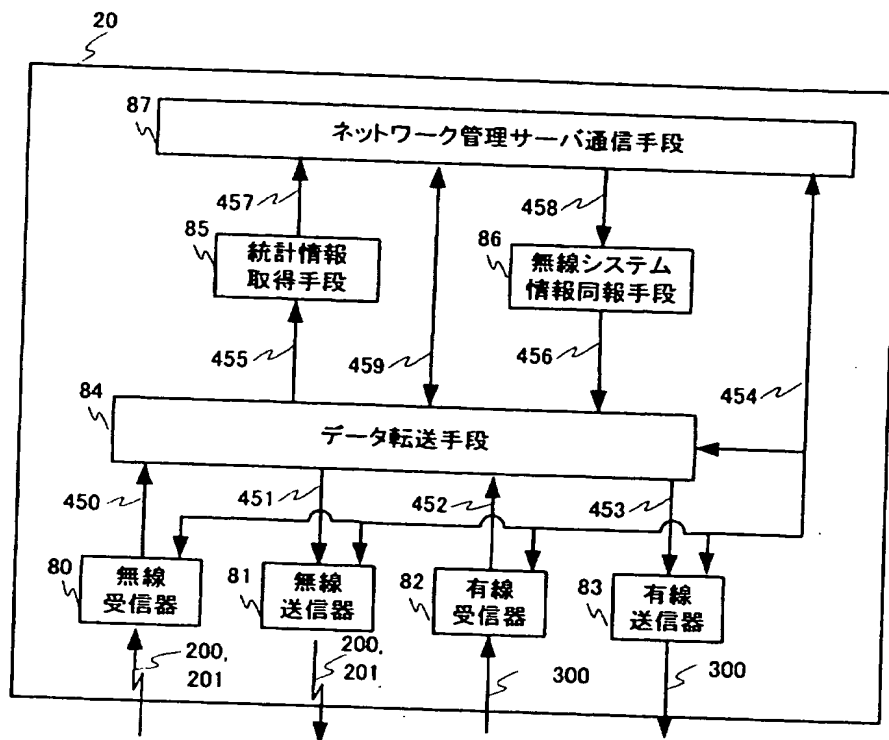 20
87
ネットワーク管理サーバ通信手段
457
458
85
統計情報
取得手段
86
無線システム
情報同報手段
455
459
456
454
84
データ転送手段
450
451
452
453
80
無線
受信器
81
無線
送信器
82
有線
受信器
83
有線
送信器
200,
201
200,
201
300
300